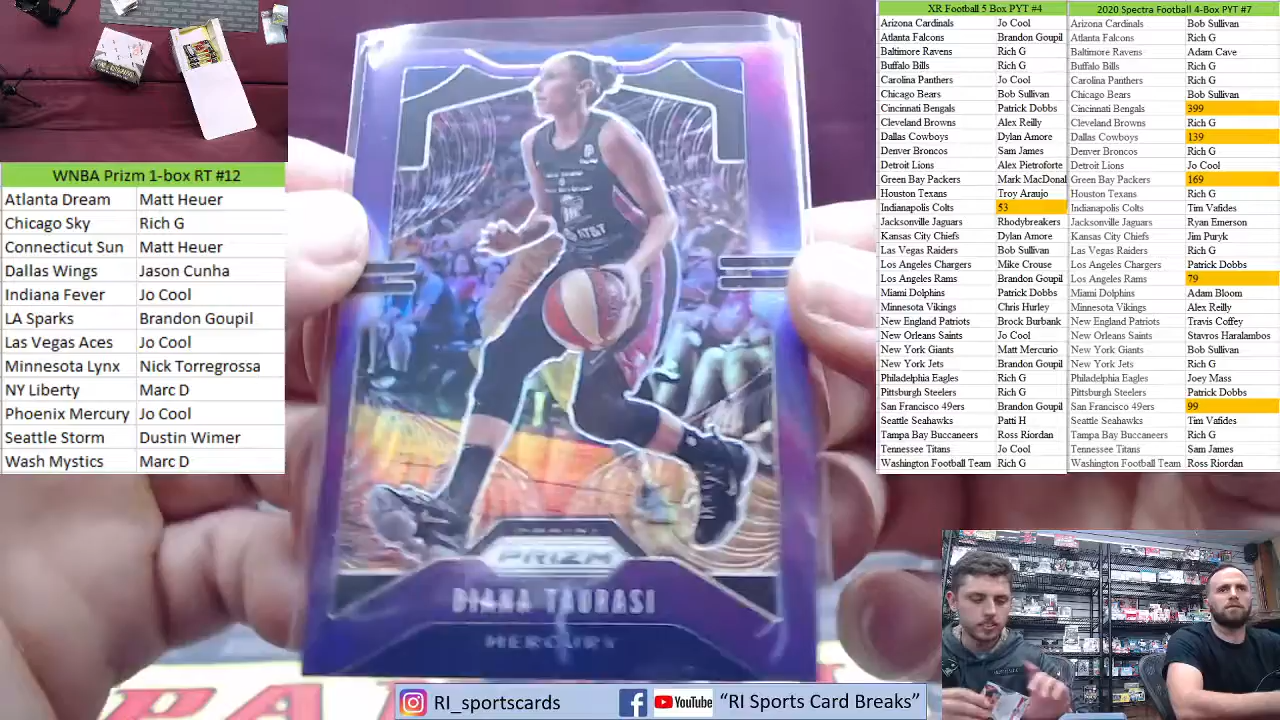 WNBA Prizm 1-box RT #12
Atlanta Dream Matt Heuer
Chicago Sky Rich G
Connecticut Sun Matt Heuer
Dallas Wings Jason Cunha
Indiana Fever Jo Cool
LA Sparks Brandon Goupil
Las Vegas Aces Jo Cool
Minnesota Lynx Nick Torregrossa
NY Liberty Marc D
Phoenix Mercury Jo Cool
Seattle Storm Dustin Wimer
Wash Mystics Marc D
AT&T
PANINI
PRIZM
DIANA TAURASI
MERCURY
XR Football 5 Box PYT #4 2020 Spectra Football 4-Box PYT #7
Arizona Cardinals Jo Cool Arizona Cardinals Bob Sullivan
Atlanta Falcons Brandon Goupil Atlanta Falcons Rich G
Baltimore Ravens Rich G Baltimore Ravens Adam Cave
Buffalo Bills Rich G Buffalo Bills Rich G
Carolina Panthers Jo Cool Carolina Panthers Rich G
Chicago Bears Bob Sullivan Chicago Bears Bob Sullivan
Cincinnati Bengals Patrick Dobbs Cincinnati Bengals 399
Cleveland Browns Alex Reilly Cleveland Browns Rich G
Dallas Cowboys Dylan Amore Dallas Cowboys 139
Denver Broncos Sam James Denver Broncos Rich G
Detroit Lions Alex Pietroforte Detroit Lions Jo Cool
Green Bay Packers Mark MacDonal Green Bay Packers 169
Houston Texans Troy Araujo Houston Texans Rich G
Indianapolis Colts 53 Indianapolis Colts Tim Vafides
Jacksonville Jaguars Rhodybreakers Jacksonville Jaguars Ryan Emerson
Kansas City Chiefs Dylan Amore Kansas City Chiefs Jim Puryk
Las Vegas Raiders Bob Sullivan Las Vegas Raiders Rich G
Los Angeles Chargers Mike Crouse Los Angeles Chargers Patrick Dobbs
Los Angeles Rams Brandon Goupil Los Angeles Rams 79
Miami Dolphins Patrick Dobbs Miami Dolphins Adam Bloom
Minnesota Vikings Chris Hurley Minnesota Vikings Alex Reilly
New England Patriots Brock Burbank New England Patriots Travis Coffey
New Orleans Saints Jo Cool New Orleans Saints Stavros Haralambos
New York Giants Matt Mercurio New York Giants Bob Sullivan
New York Jets Brandon Goupil New York Jets Rich G
Philadelphia Eagles Rich G Philadelphia Eagles Joey Mass
Pittsburgh Steelers Rich G Pittsburgh Steelers Patrick Dobbs
San Francisco 49ers Brandon Goupil San Francisco 49ers 99
Seattle Seahawks Patti H Seattle Seahawks Tim Vafides
Tampa Bay Buccaneers Ross Riordan Tampa Bay Buccaneers Rich G
Tennessee Titans Jo Cool Tennessee Titans Sam James
Washington Football Team Rich G Washington Football Team Ross Riordan
RI_sportscards YouTube “RI Sports Card Breaks”